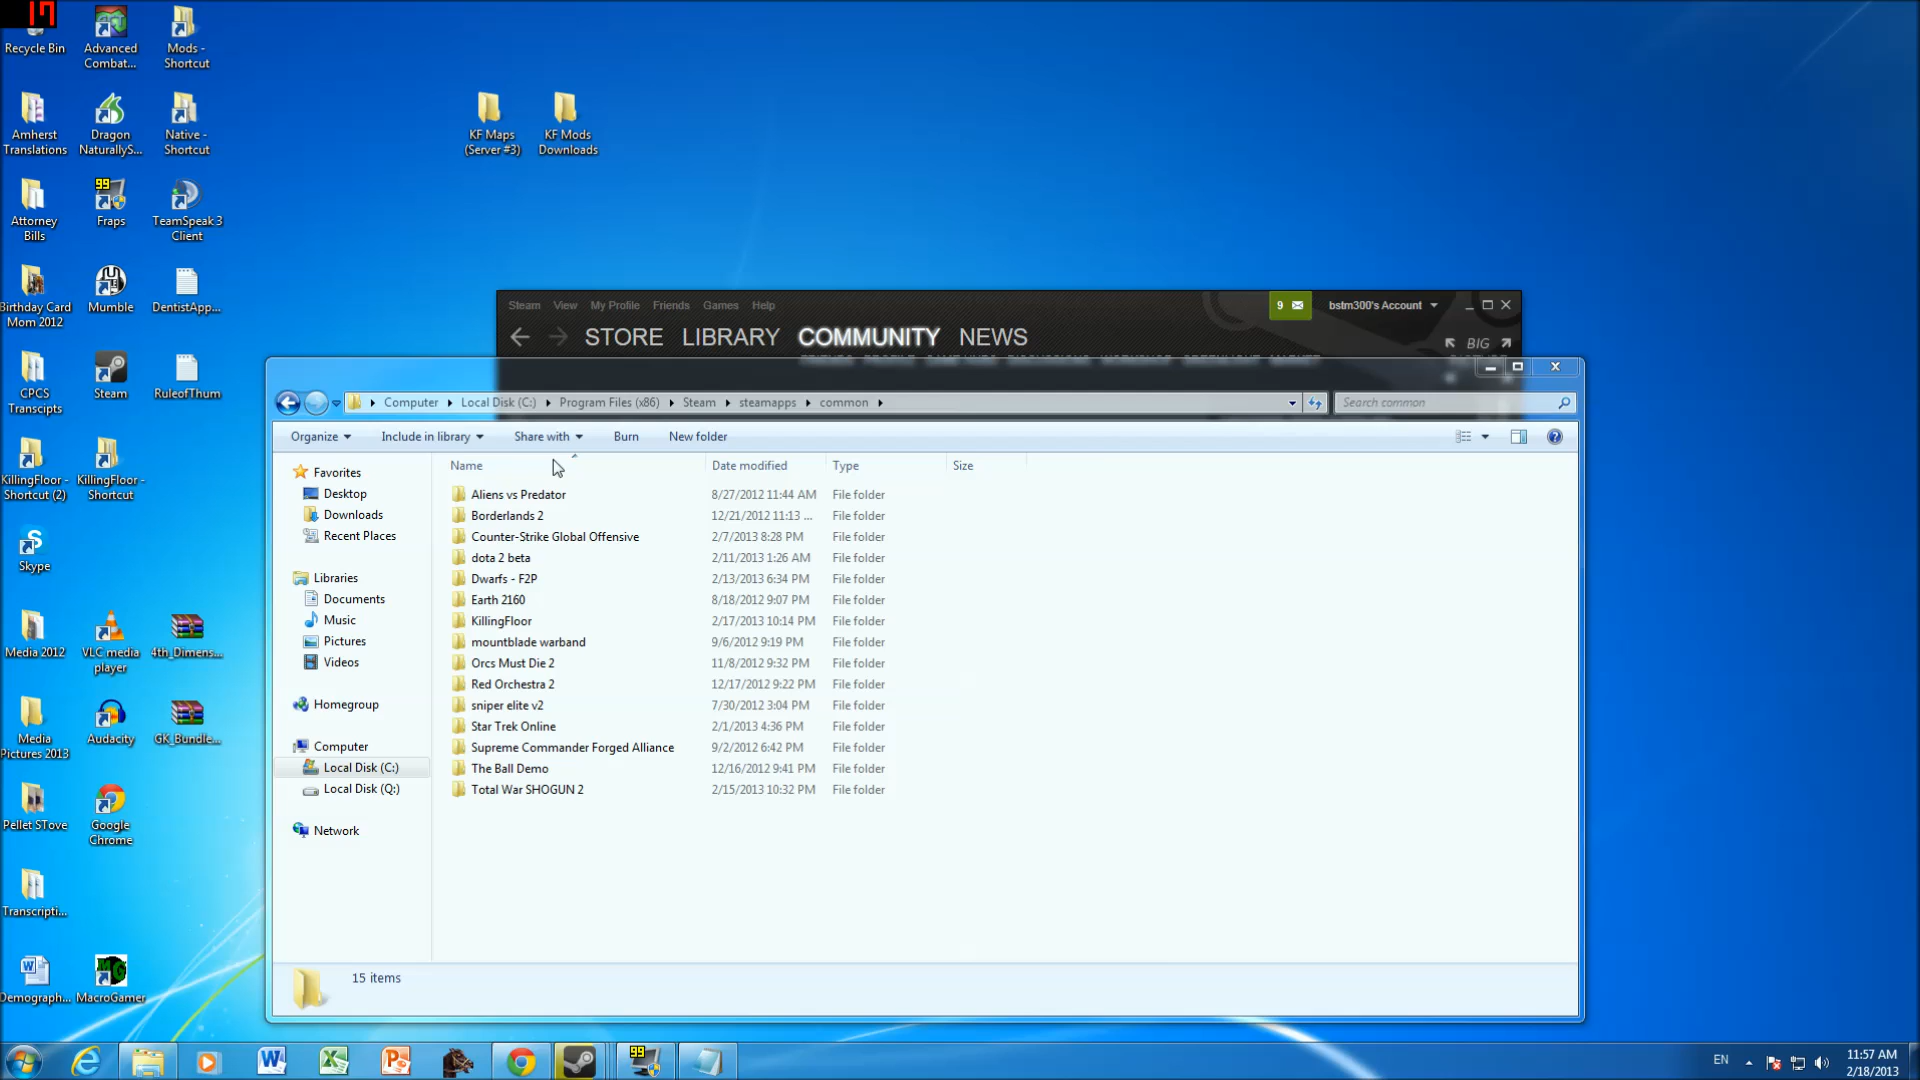 17
Recycle Bin
Advanced
Combat...
Mods -
Shortcut
Amherst
Translations
Dragon
NaturallyS...
Native -
Shortcut
KF Maps
(Server #3)
KF Mods
Downloads
Attorney
Bills
99
Fraps
TeamSpeak 3
Client
Birthday Card
Mom 2012
Mumble
DentistApp...
CPCS
Transcipts
Steam
RuleofThum
KillingFloor -
Shortcut (2)
KillingFloor -
Shortcut
Skype
Media 2012
VLC media
player
4th_Dimens...
Media
Pictures 2013
Audacity
GK_Bundle...
Pellet STove
Google
Chrome
Transcripti...
Demograph...
MacroGamer
Steam View My Profile Friends Games Help
9
bstm300's Account
STORE LIBRARY COMMUNITY NEWS
BIG
Computer Local Disk (C:) Program Files (x86) Steam steamapps common
Search common
Organize Include in library Share with Burn New folder
Name Date modified Type Size
Favorites
Desktop
Downloads
Recent Places
Libraries
Documents
Music
Pictures
Videos
Homegroup
Computer
Local Disk (C:)
Local Disk (Q:)
Network
Aliens vs Predator 8/27/2012 11:44 AM File folder
Borderlands 2 12/21/2012 11:13 ... File folder
Counter-Strike Global Offensive 2/7/2013 8:28 PM File folder
dota 2 beta 2/11/2013 1:26 AM File folder
Dwarfs - F2P 2/13/2013 6:34 PM File folder
Earth 2160 8/18/2012 9:07 PM File folder
KillingFloor 2/17/2013 10:14 PM File folder
mountblade warband 9/6/2012 9:19 PM File folder
Orcs Must Die 2 11/8/2012 9:32 PM File folder
Red Orchestra 2 12/17/2012 9:22 PM File folder
sniper elite v2 7/30/2012 3:04 PM File folder
Star Trek Online 2/1/2013 4:36 PM File folder
Supreme Commander Forged Alliance 9/2/2012 6:42 PM File folder
The Ball Demo 12/16/2012 9:41 PM File folder
Total War SHOGUN 2 2/15/2013 10:32 PM File folder
15 items
99
EN
11:57 AM
2/18/2013